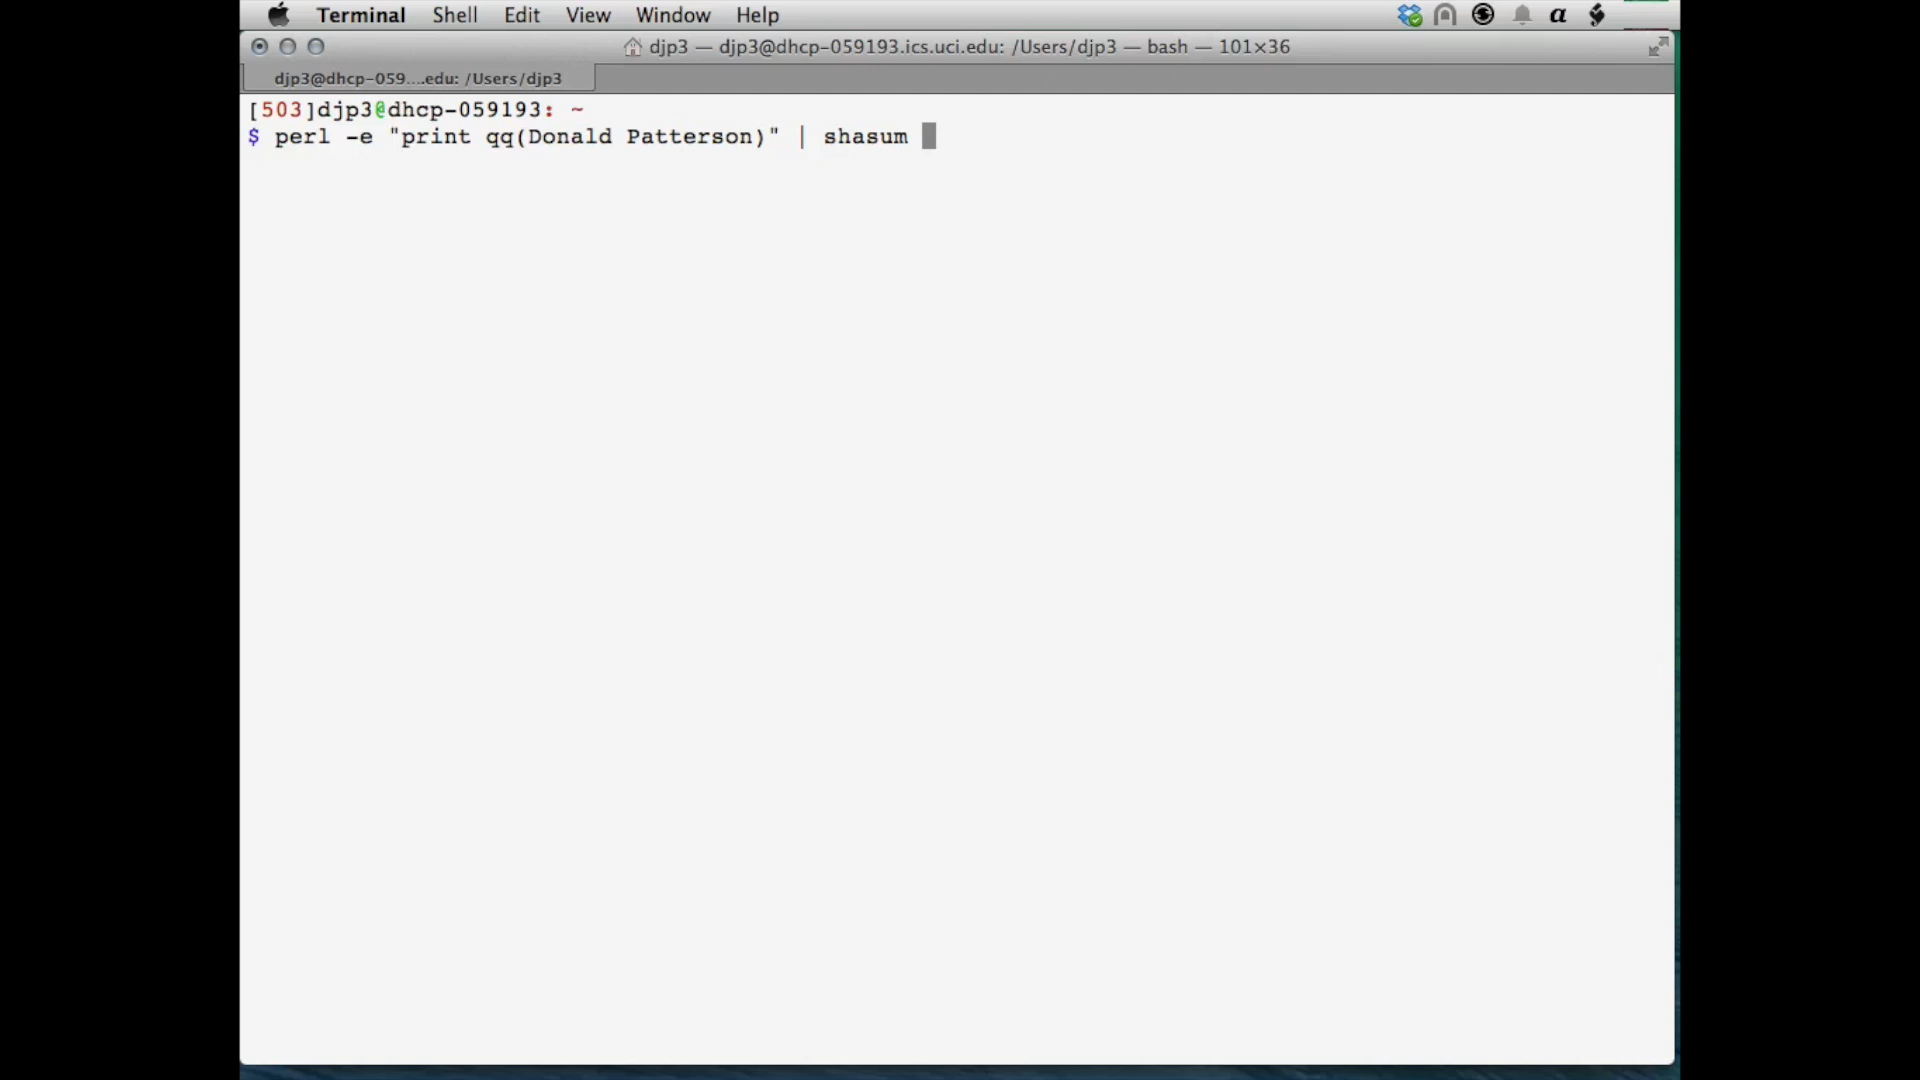 Terminal Shell Edit View Window Help
djp3 — djp3@dhcp-059193.ics.uci.edu: /Users/djp3 — bash — 101×36
djp3@dhcp-059....edu: /Users/djp3
[503]djp3@dhcp-059193: ~
$ perl -e "print qq(Donald Patterson)" | shasum